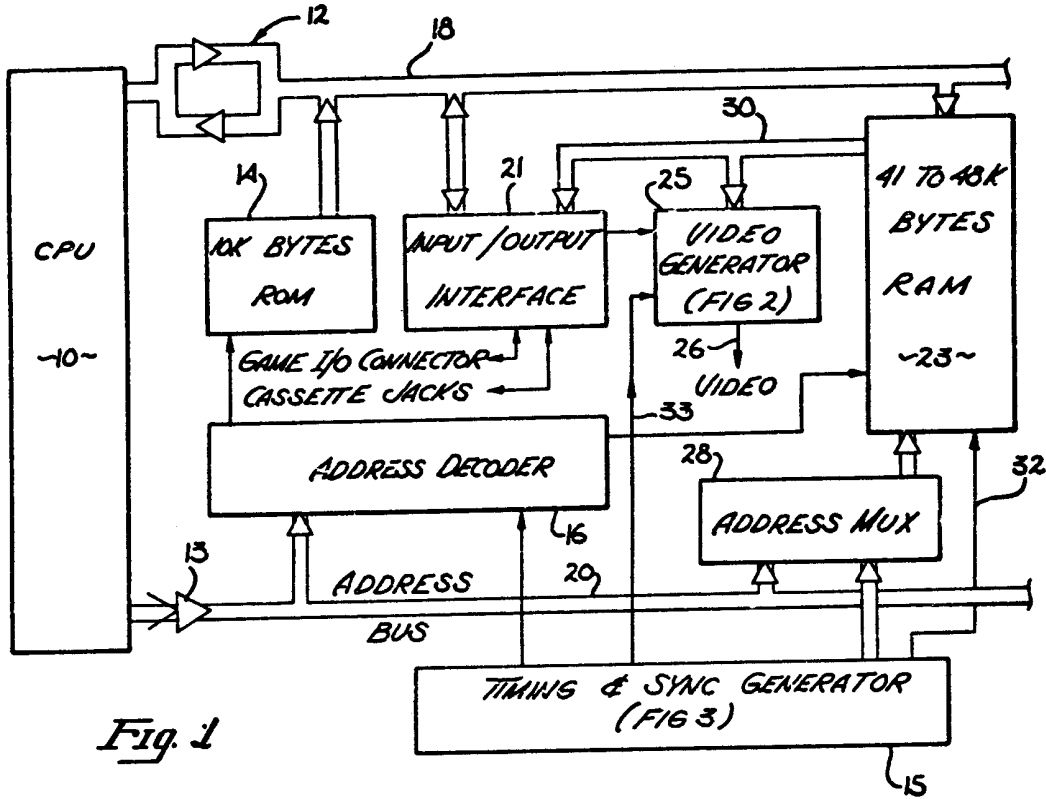 12
18
30
14
21
25
CPU
~10~
10K BYTES
ROM
INPUT/OUTPUT
INTERFACE
VIDEO
GENERATOR
(FIG 2)
41 TO 48K
BYTES
RAM
~23~
GAME I/O CONNECTOR
CASSETTE JACKS
26
VIDEO
33
28
32
ADDRESS DECODER
16
ADDRESS MUX
13
ADDRESS
BUS
20
TIMING & SYNC GENERATOR
(FIG 3)
15
FIG. 1